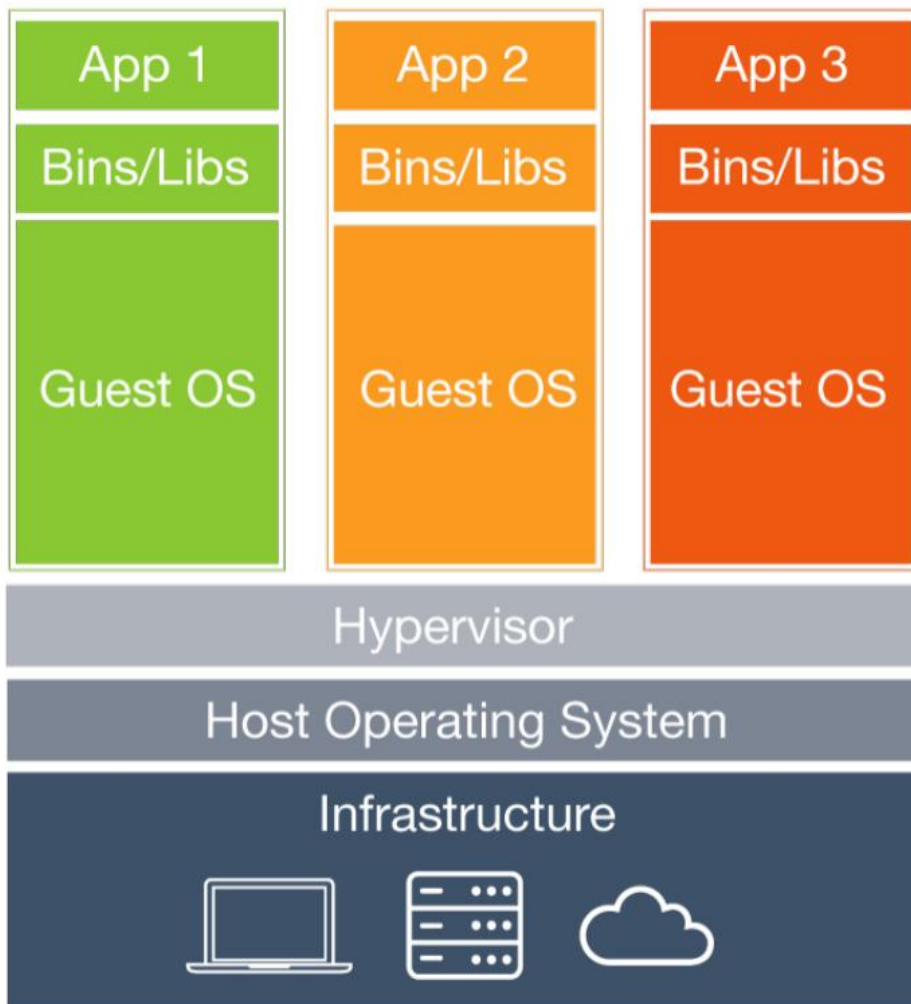 App 1
App 2
App 3
Bins/Libs
Bins/Libs
Bins/Libs
Guest OS
Guest OS
Guest OS
Hypervisor
Host Operating System
Infrastructure